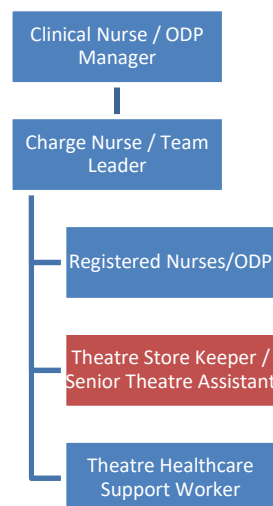 Clinical Nurse / ODP
Manager
Charge Nurse / Team
Leader
Registered Nurses/ODP
Theatre Store Keeper /
Senior Theatre Assistant
Theatre Healthcare
Support Worker